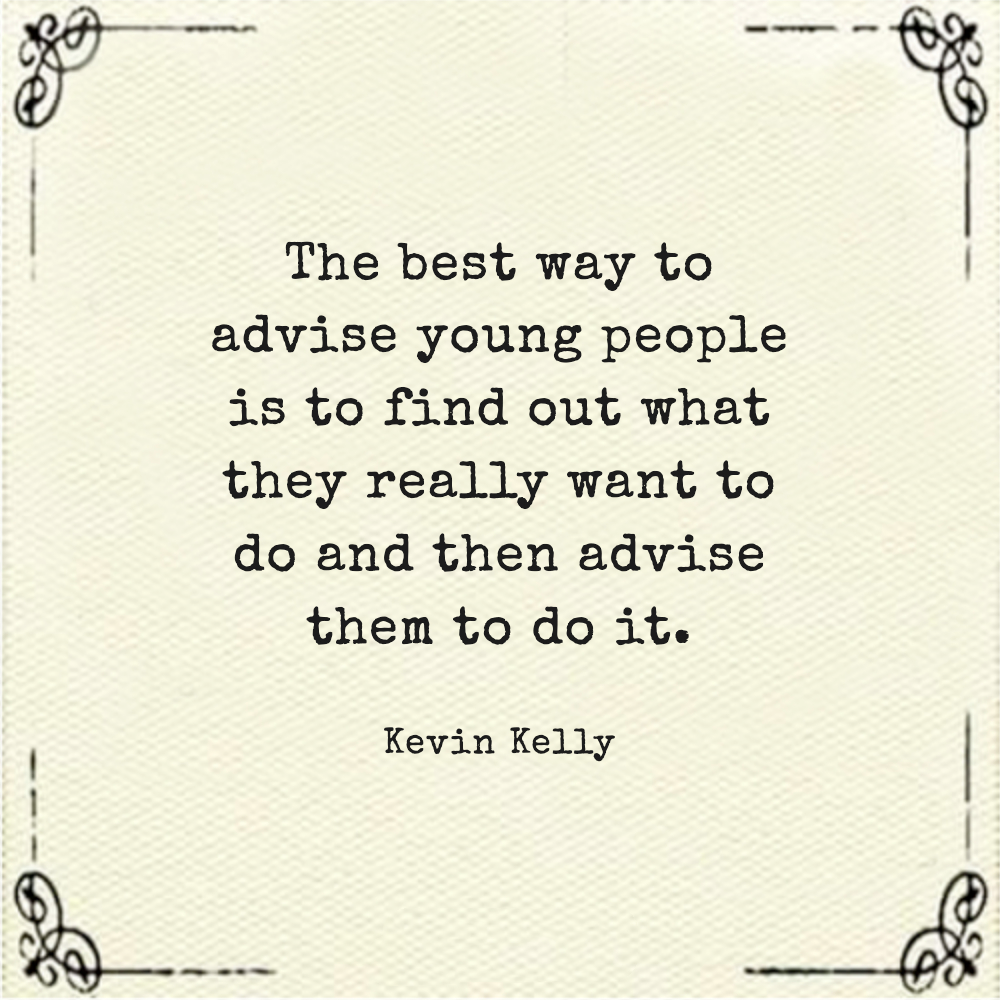 The best way to
advise young people
is to find out what
they really want to
do and then advise
them to do it.
Kevin Kelly